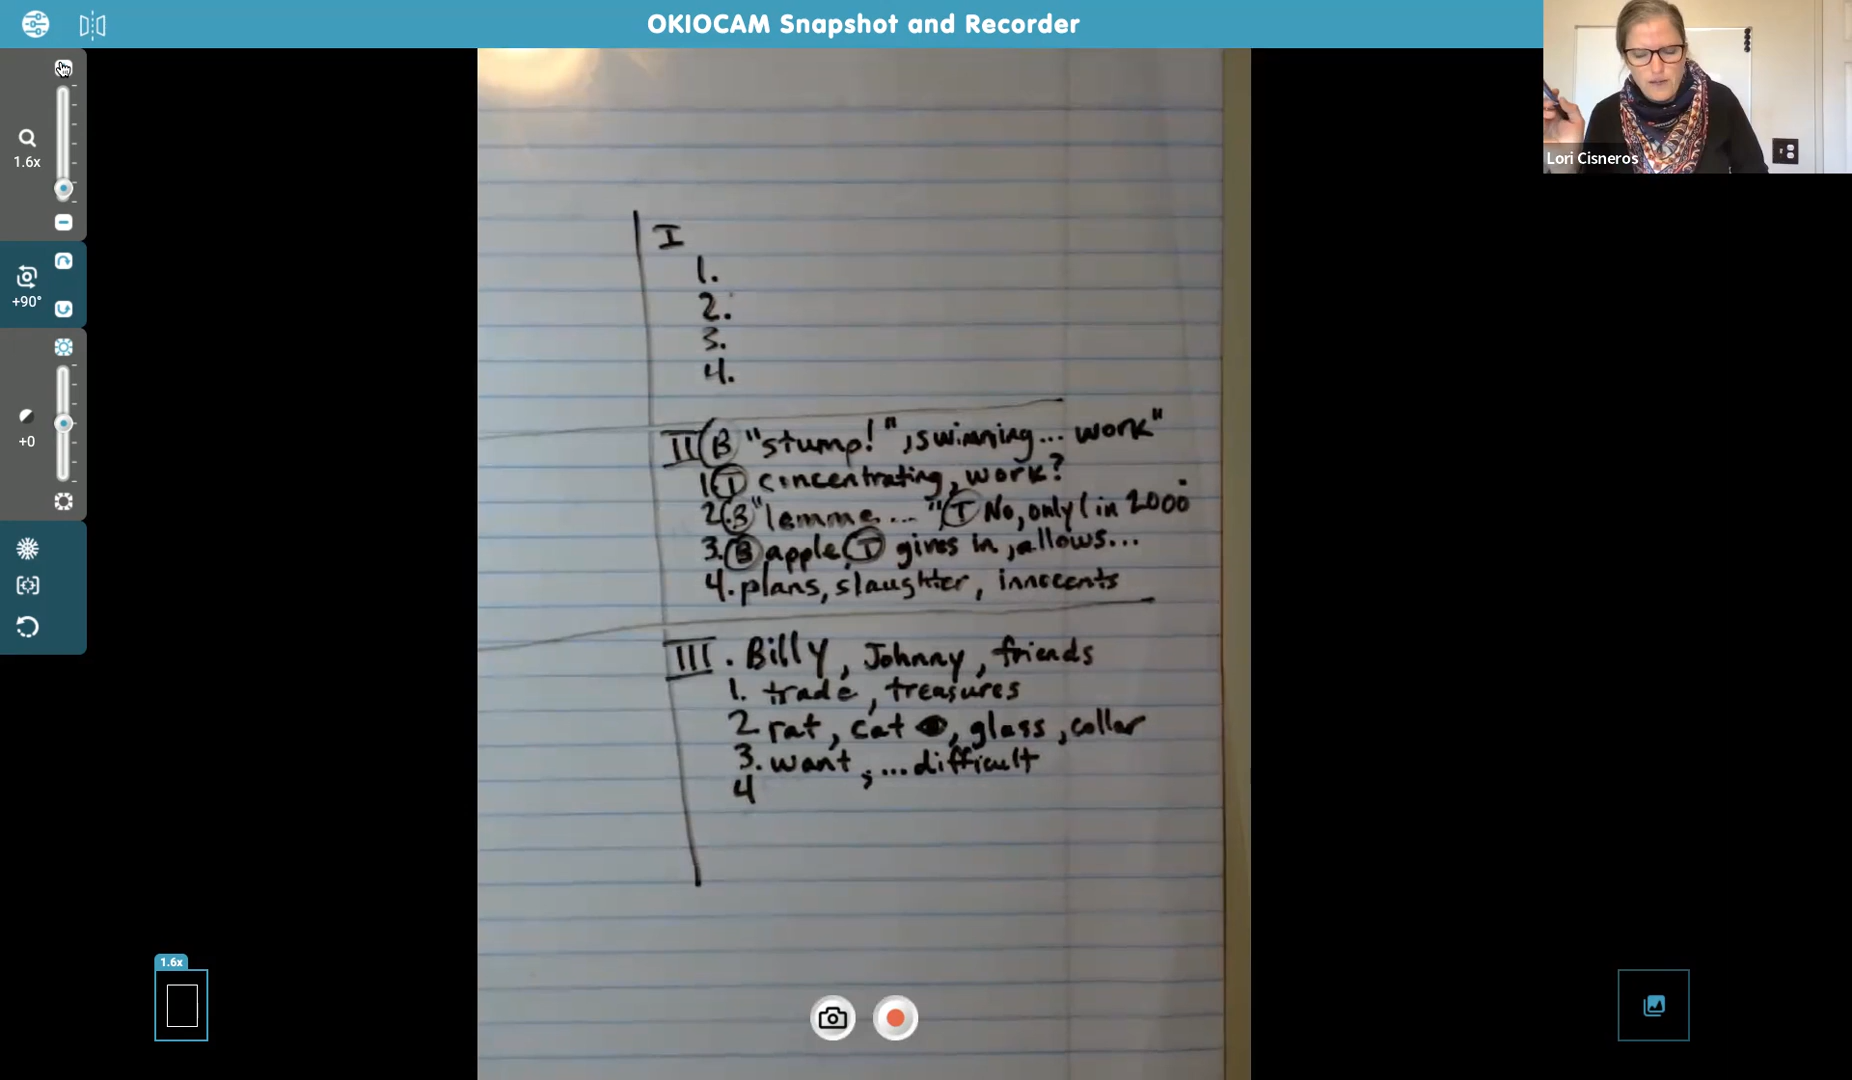 OKIOCAM Snapshot and Recorder
Lori Cisneros
1.6x
+90°
+0
I
1.
2.
3.
4.
II B "stump!", swimming... work"
1 T concentrating, work?
2. B "lemme... " T No, only 1 in 2000
3. B apple, T gives in, allows...
4. plans, slaughter, innocents
III. Billy, Johnny, friends
1. trade, treasures
2. rat, cat, glass, collar
3. want, ...difficult
4
1.6x